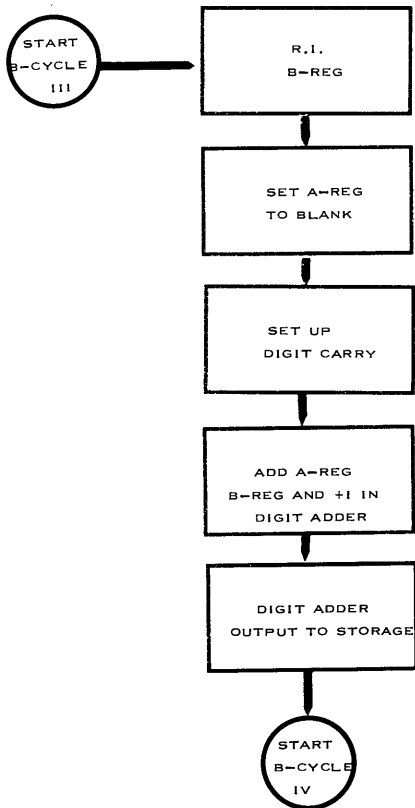 START
B-CYCLE
III
R.I.
B-REG
SET A-REG
TO BLANK
SET UP
DIGIT CARRY
ADD A-REG
B-REG AND +I IN
DIGIT ADDER
DIGIT ADDER
OUTPUT TO STORAGE
START
B-CYCLE
IV